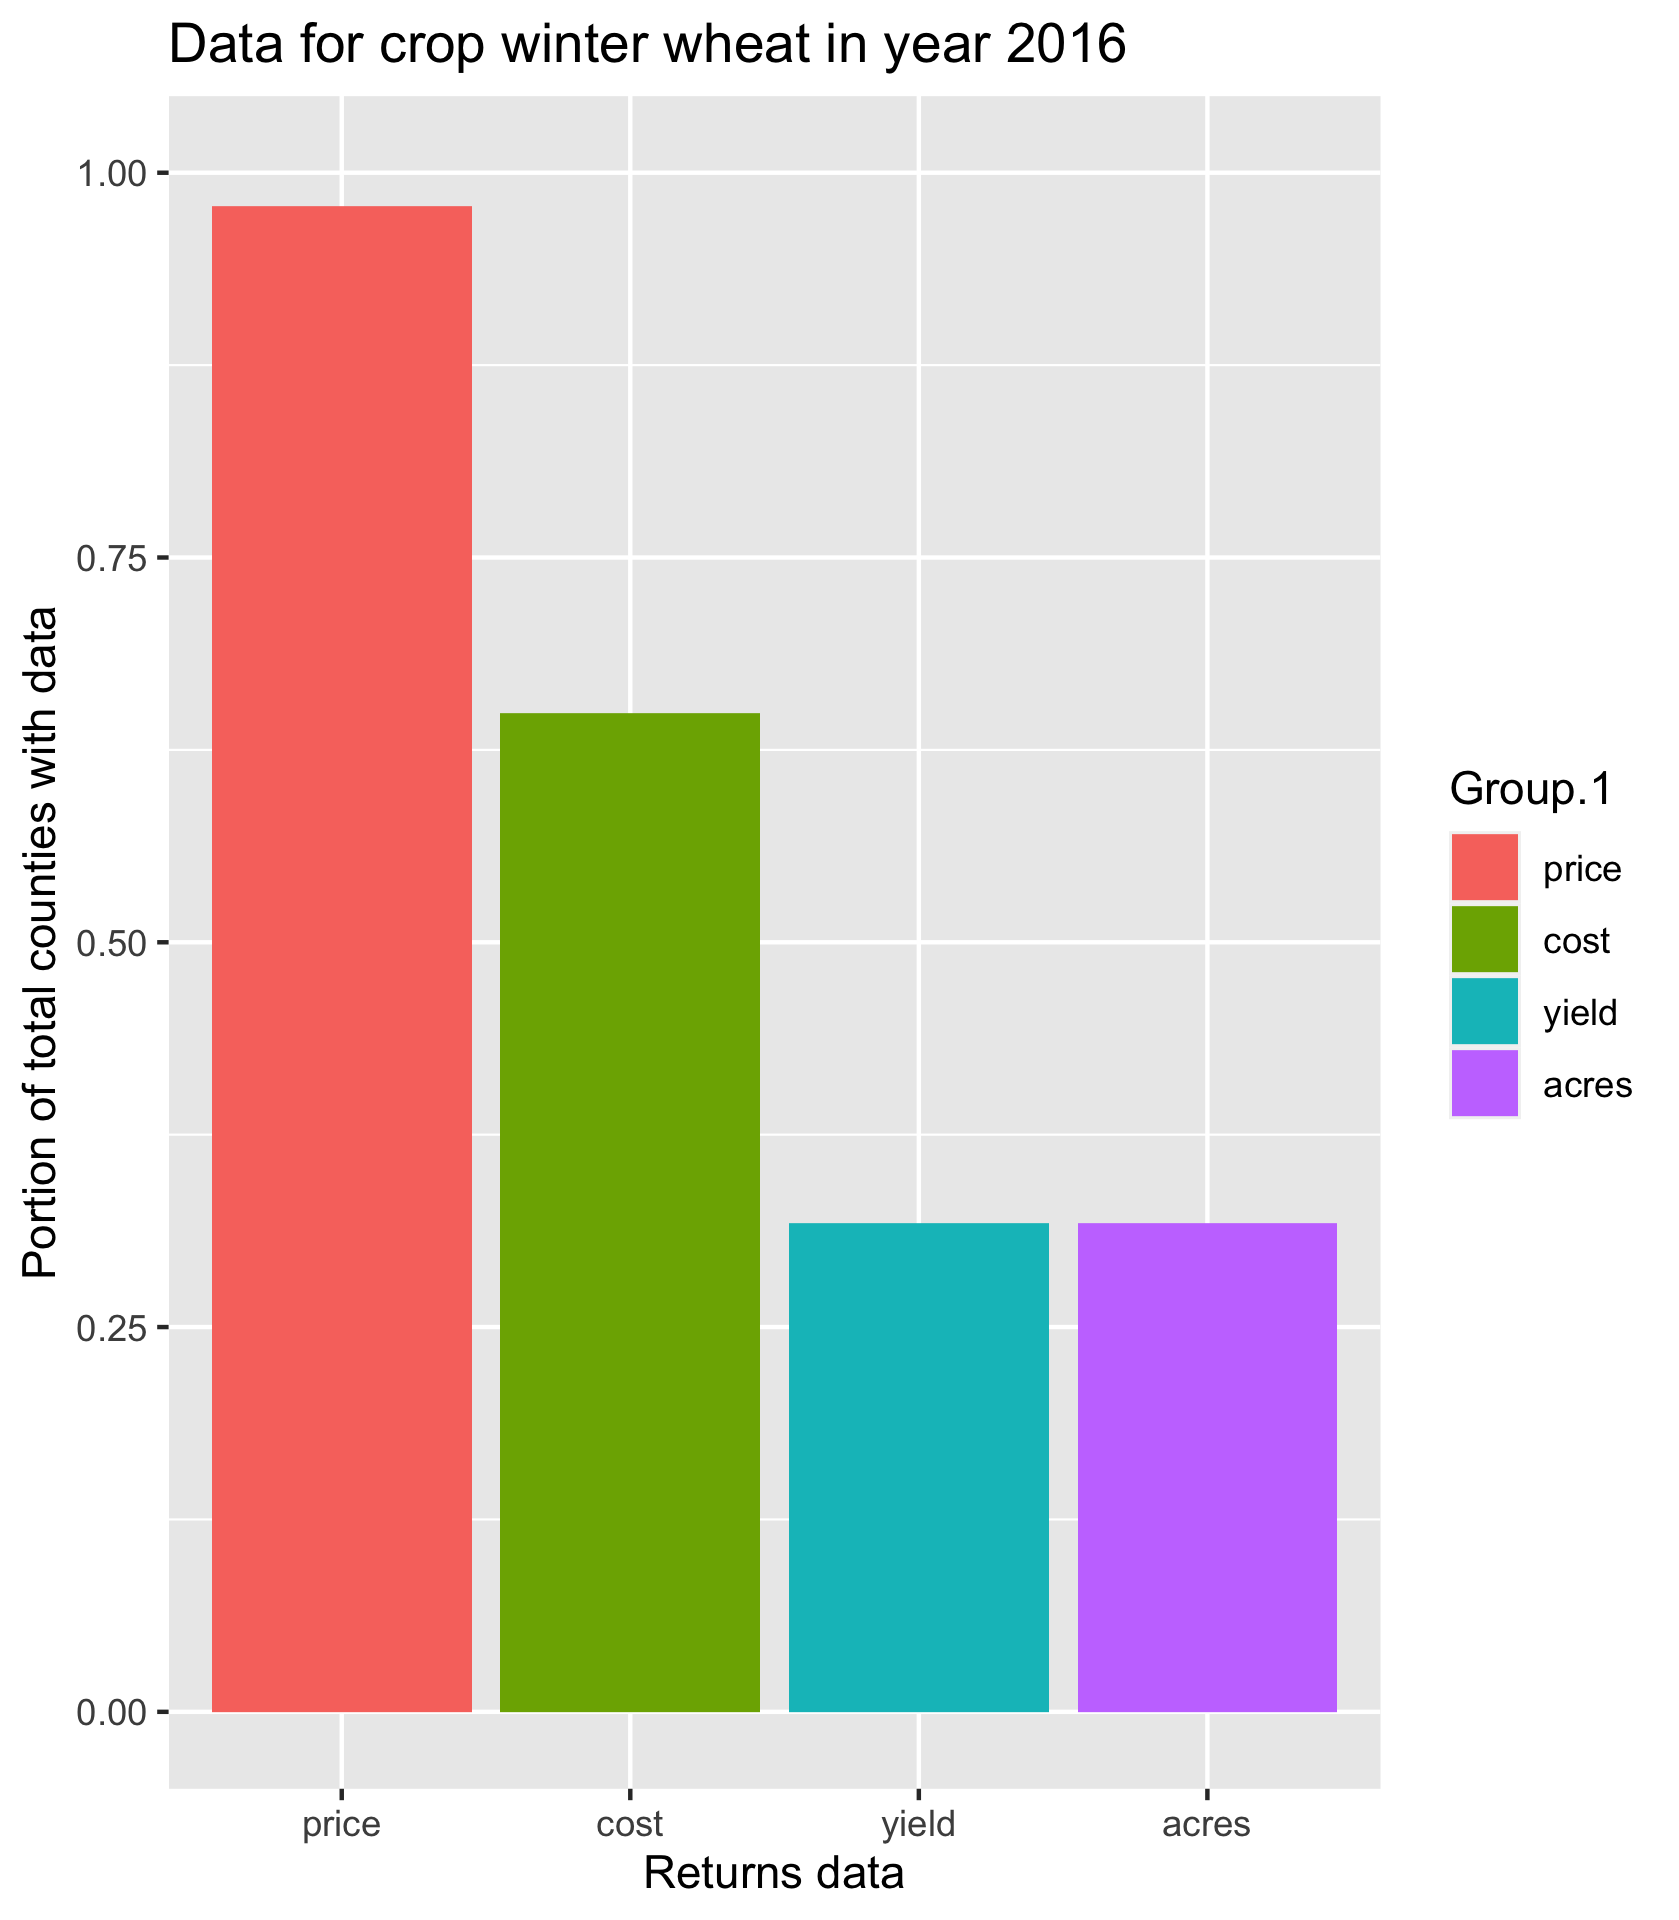 Data for crop winter wheat in year 2016
Portion of total counties with data
1.00
0.75
0.50
0.25
0.00
price
cost
yield
acres
Returns data
Group.1
price
cost
yield
acres